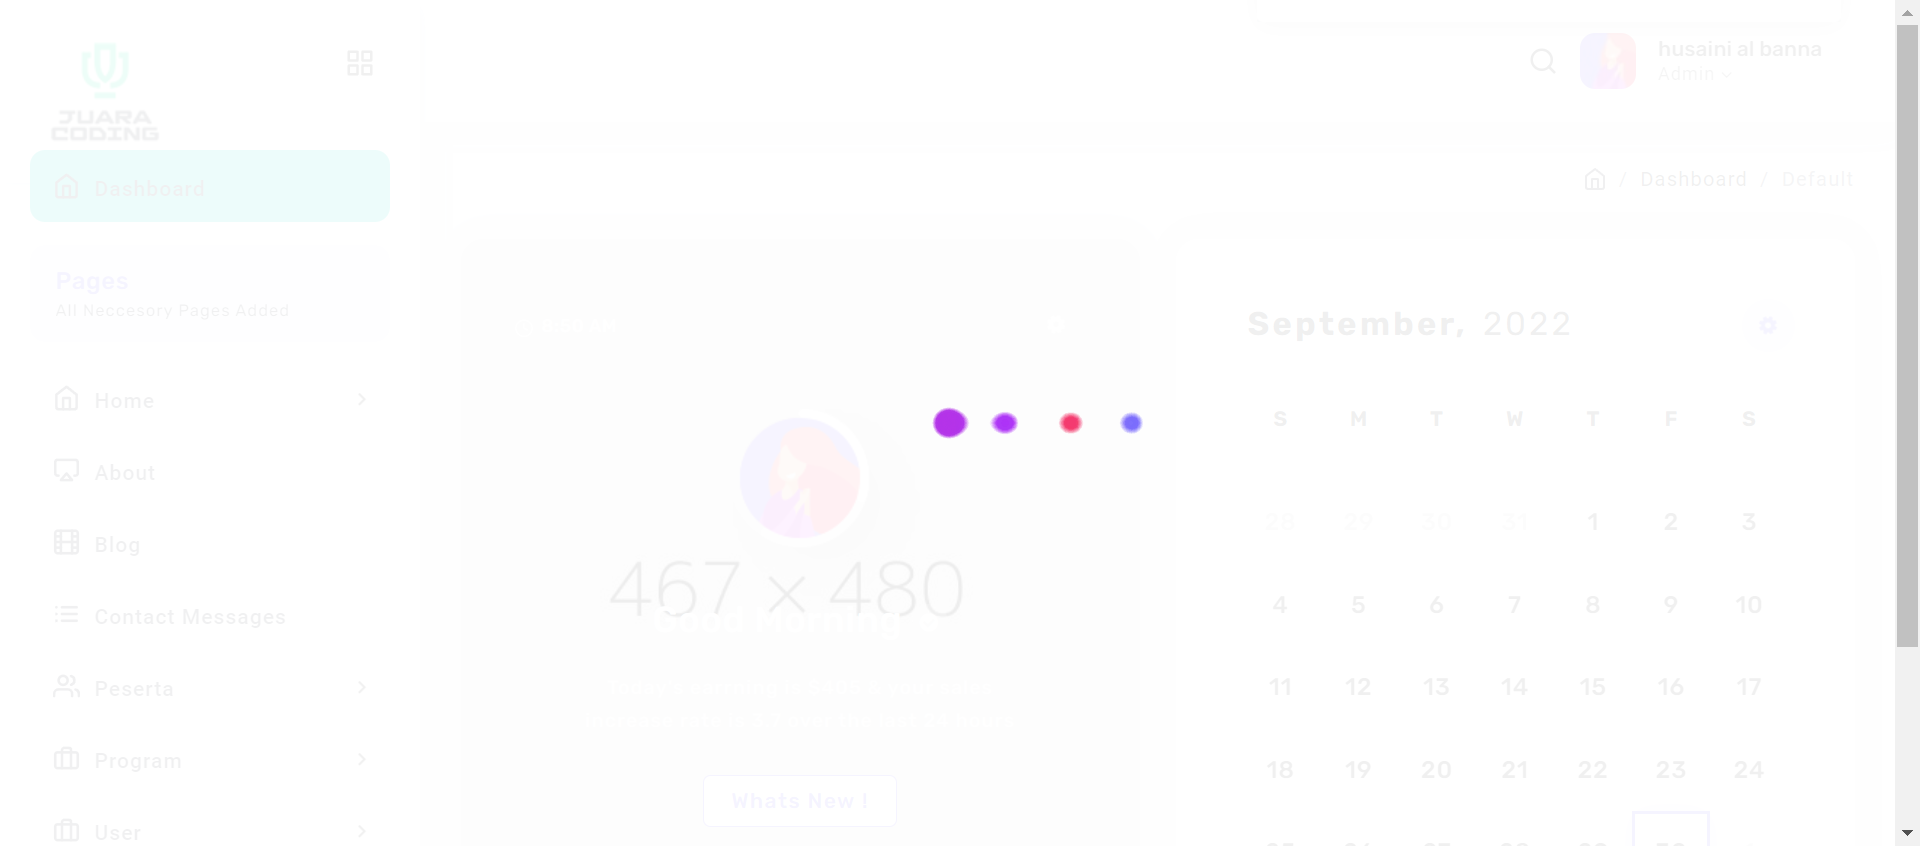 JUARA
CODING
husaini al banna
Admin
Dashboard
/ Dashboard / Default
Pages
All Neccesory Pages Added
Home
About
Blog
Contact Messages
Peserta
Program
User
467 × 480
Good Morning
Whats New !
September, 2022
S M T W T F S
28 29 30 31 1 2 3
4 5 6 7 8 9 10
11 12 13 14 15 16 17
18 19 20 21 22 23 24